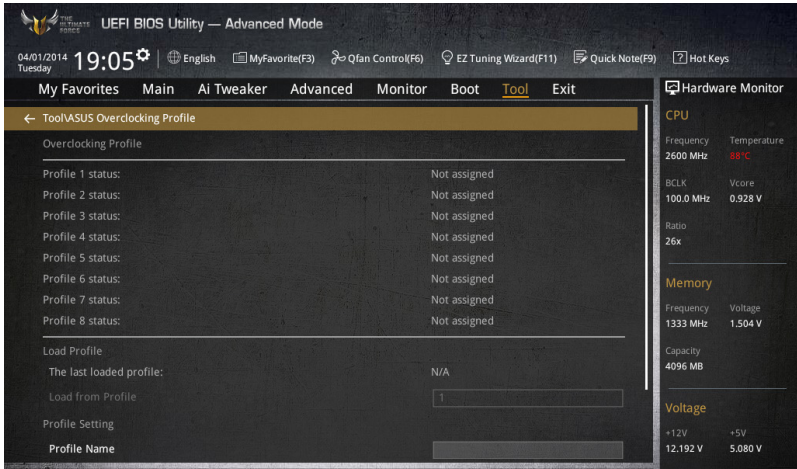 THE ULTIMATE FORCE
UEFI BIOS Utility — Advanced Mode
04/01/2014
Tuesday
19:05
English MyFavorite(F3) Qfan Control(F6) EZ Tuning Wizard(F11) Quick Note(F9) ? Hot Keys
My Favorites Main Ai Tweaker Advanced Monitor Boot Tool Exit
Tool\ASUS Overclocking Profile
Overclocking Profile
Profile 1 status: Not assigned
Profile 2 status: Not assigned
Profile 3 status: Not assigned
Profile 4 status: Not assigned
Profile 5 status: Not assigned
Profile 6 status: Not assigned
Profile 7 status: Not assigned
Profile 8 status: Not assigned
Load Profile
The last loaded profile: N/A
Load from Profile 1
Profile Setting
Profile Name
Hardware Monitor
CPU
Frequency Temperature
2600 MHz 88°C
BCLK Vcore
100.0 MHz 0.928 V
Ratio
26x
Memory
Frequency Voltage
1333 MHz 1.504 V
Capacity
4096 MB
Voltage
+12V +5V
12.192 V 5.080 V